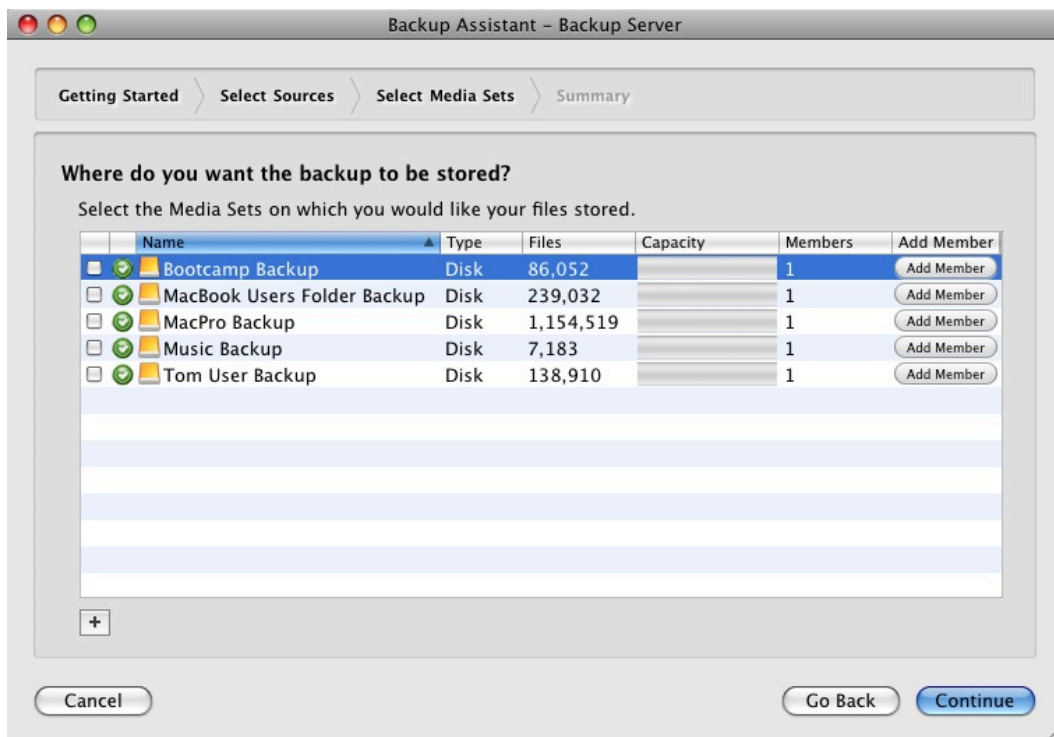 Backup Assistant – Backup Server
Getting Started Select Sources Select Media Sets Summary
Where do you want the backup to be stored?
Select the Media Sets on which you would like your files stored.
Name Type Files Capacity Members Add Member
Bootcamp Backup Disk 86,052 1 Add Member
MacBook Users Folder Backup Disk 239,032 1 Add Member
MacPro Backup Disk 1,154,519 1 Add Member
Music Backup Disk 7,183 1 Add Member
Tom User Backup Disk 138,910 1 Add Member
+
Cancel Go Back Continue